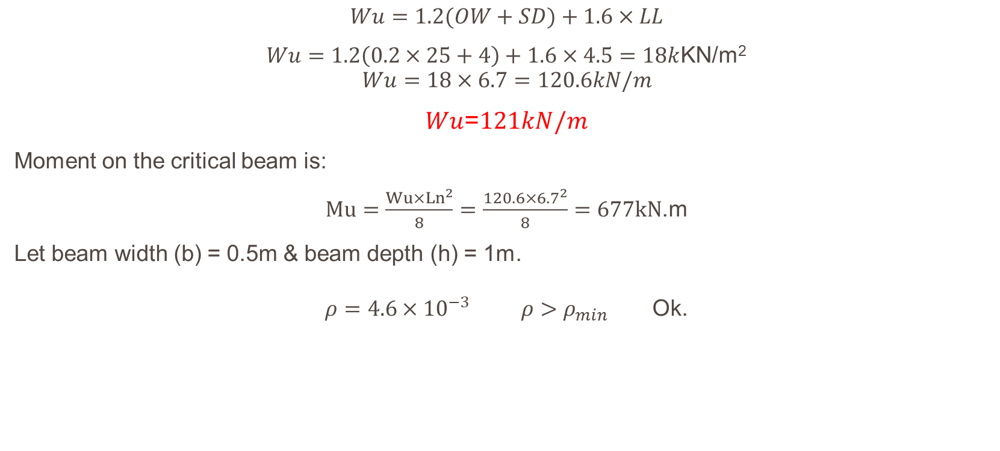 Wu = 1.2(OW + SD) + 1.6 × LL
Wu = 1.2(0.2 × 25 + 4) + 1.6 × 4.5 = 18kKN/m²
Wu = 18 × 6.7 = 120.6kN/m
Wu=121kN/m
Moment on the critical beam is:
Mu = Wu×Ln²/8 = 120.6×6.7²/8 = 677kN.m
Let beam width (b) = 0.5m & beam depth (h) = 1m.
ρ = 4.6 × 10⁻³ ρ > ρmin Ok.